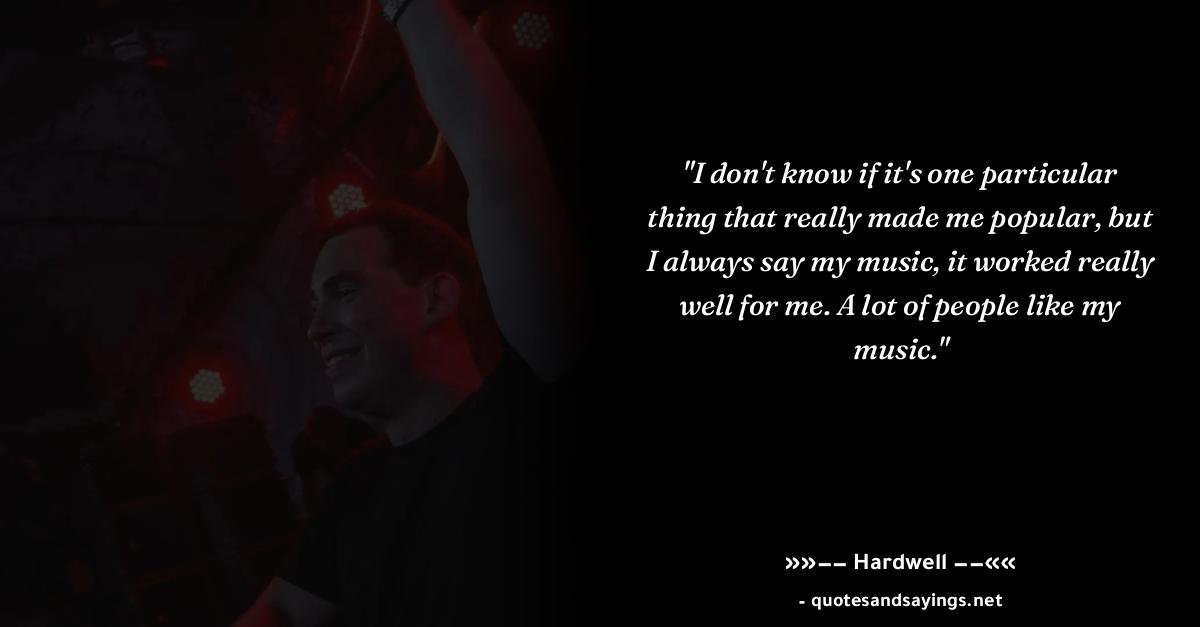 "I don't know if it's one particular
thing that really made me popular, but
I always say my music, it worked really
well for me. A lot of people like my
music."
»»−− Hardwell −−««
- quotesandsayings.net